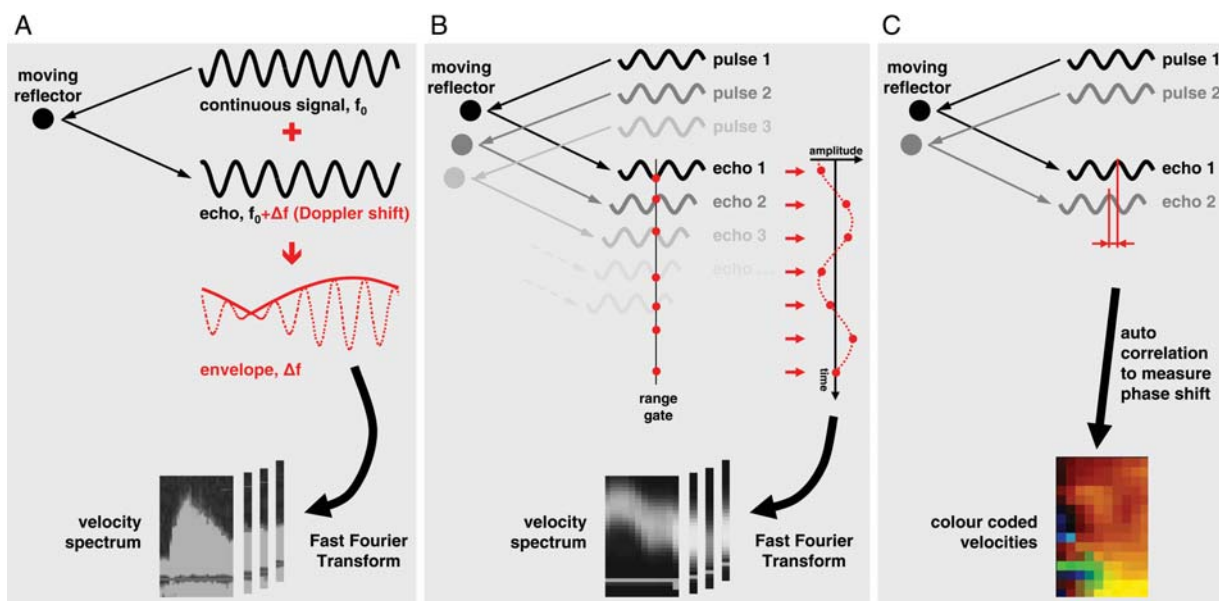 A
moving
reflector
continuous signal, f0
+
echo, f0+Δf (Doppler shift)
envelope, Δf
velocity
spectrum
Fast Fourier
Transform
B
moving
reflector
pulse 1
pulse 2
pulse 3
amplitude
echo 1
echo 2
echo 3
echo ...
time
range
gate
velocity
spectrum
Fast Fourier
Transform
C
moving
reflector
pulse 1
pulse 2
echo 1
echo 2
auto
correlation
to measure
phase shift
colour coded
velocities